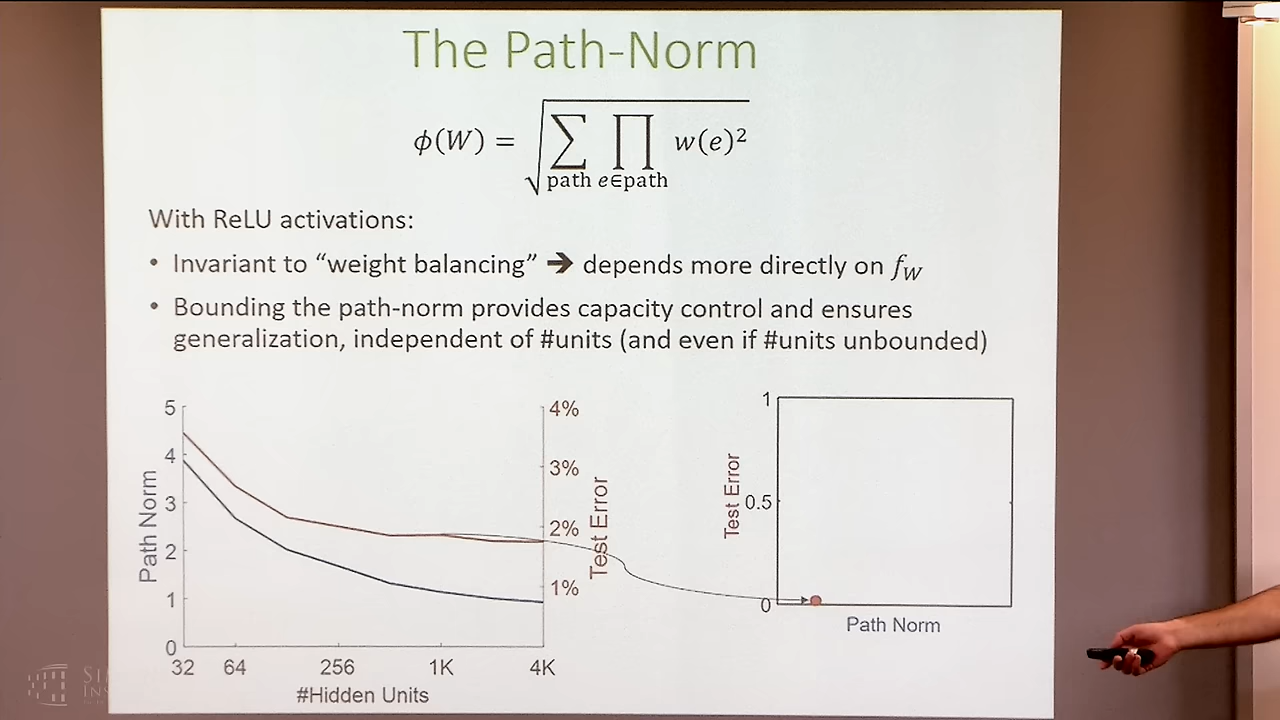 The Path-Norm
ϕ(W) = √ ∑ ∏ w(e)²
path e∈path
With ReLU activations:
• Invariant to “weight balancing” ➔ depends more directly on f_W
• Bounding the path-norm provides capacity control and ensures
generalization, independent of #units (and even if #units unbounded)
5
4
3
2
1
0
Path Norm
32 64 256 1K 4K
#Hidden Units
4%
3%
2%
1%
Test Error
1
0.5
0
Test Error
Path Norm